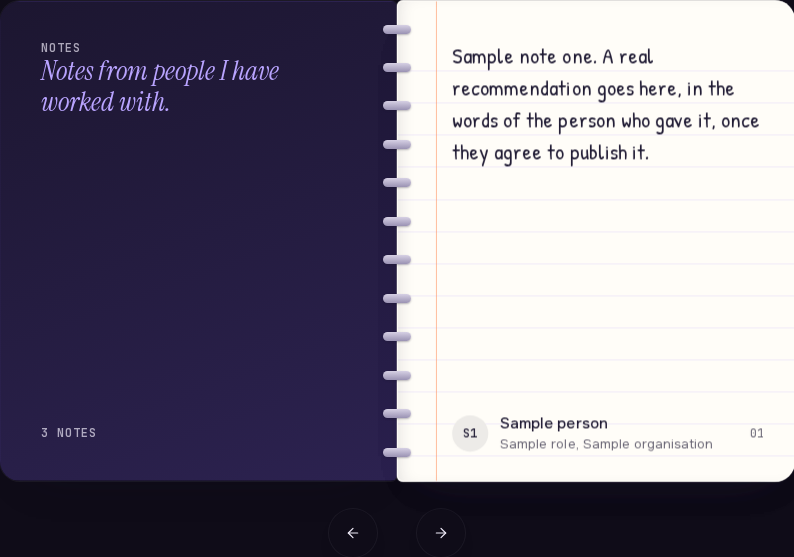 NOTES
Notes from people I have
worked with.
3 NOTES
Sample note one. A real
recommendation goes here, in the
words of the person who gave it, once
they agree to publish it.
S1
Sample person
Sample role, Sample organisation
01